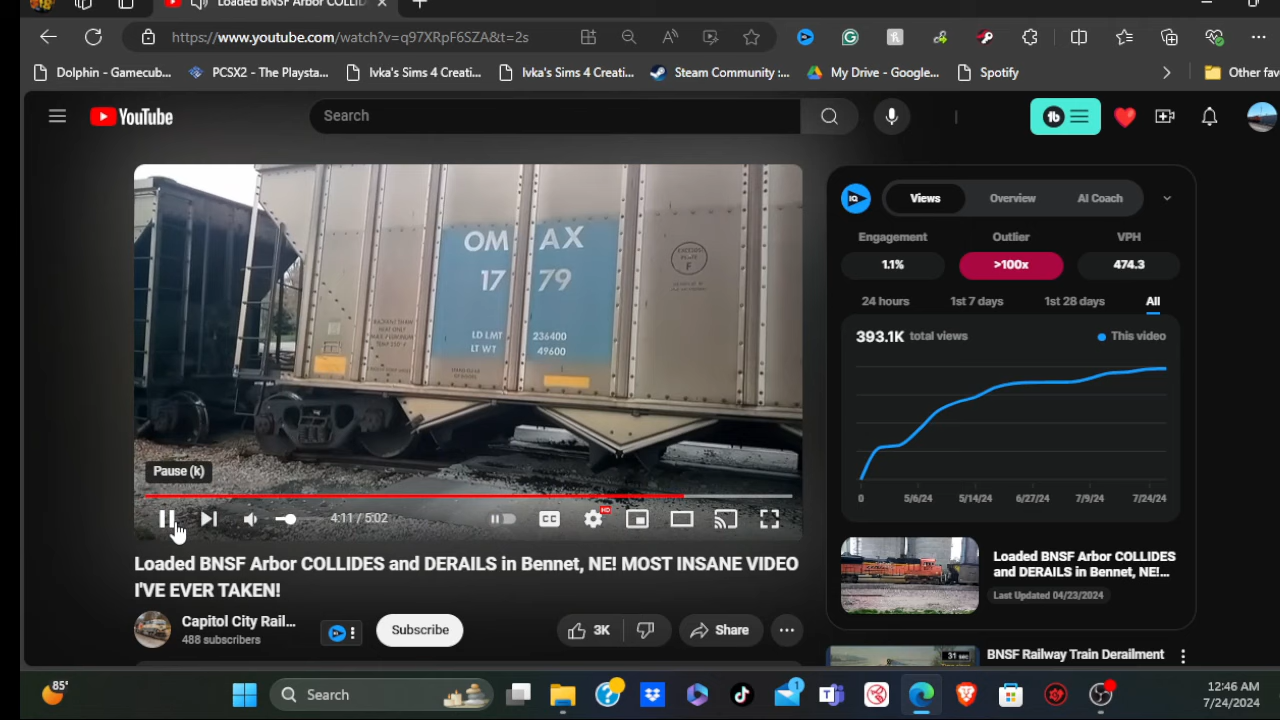 Loaded BNSF Arbor COLLID
https://www.youtube.com/watch?v=q97XRpF6SZA&t=2s
Dolphin - Gamecub...
PCSX2 - The Playsta...
Ivka's Sims 4 Creati...
Ivka's Sims 4 Creati...
Steam Community :...
My Drive - Google...
Spotify
Other fav
YouTube
Search
OM AX
17 79
LD LMT 236400
LT WT 49600
Pause (k)
4:11 / 5:02
CC
HD
Loaded BNSF Arbor COLLIDES and DERAILS in Bennet, NE! MOST INSANE VIDEO
I'VE EVER TAKEN!
Capitol City Rail...
488 subscribers
Subscribe
3K
Share
IQ
Views
Overview
AI Coach
Engagement
Outlier
VPH
1.1%
>100x
474.3
24 hours
1st 7 days
1st 28 days
All
393.1K total views
This video
0
5/6/24
5/14/24
6/27/24
7/9/24
7/24/24
Loaded BNSF Arbor COLLIDES
and DERAILS in Bennet, NE!...
Last Updated 04/23/2024
31 sec
BNSF Railway Train Derailment
85°
Search
1
12:46 AM
7/24/2024